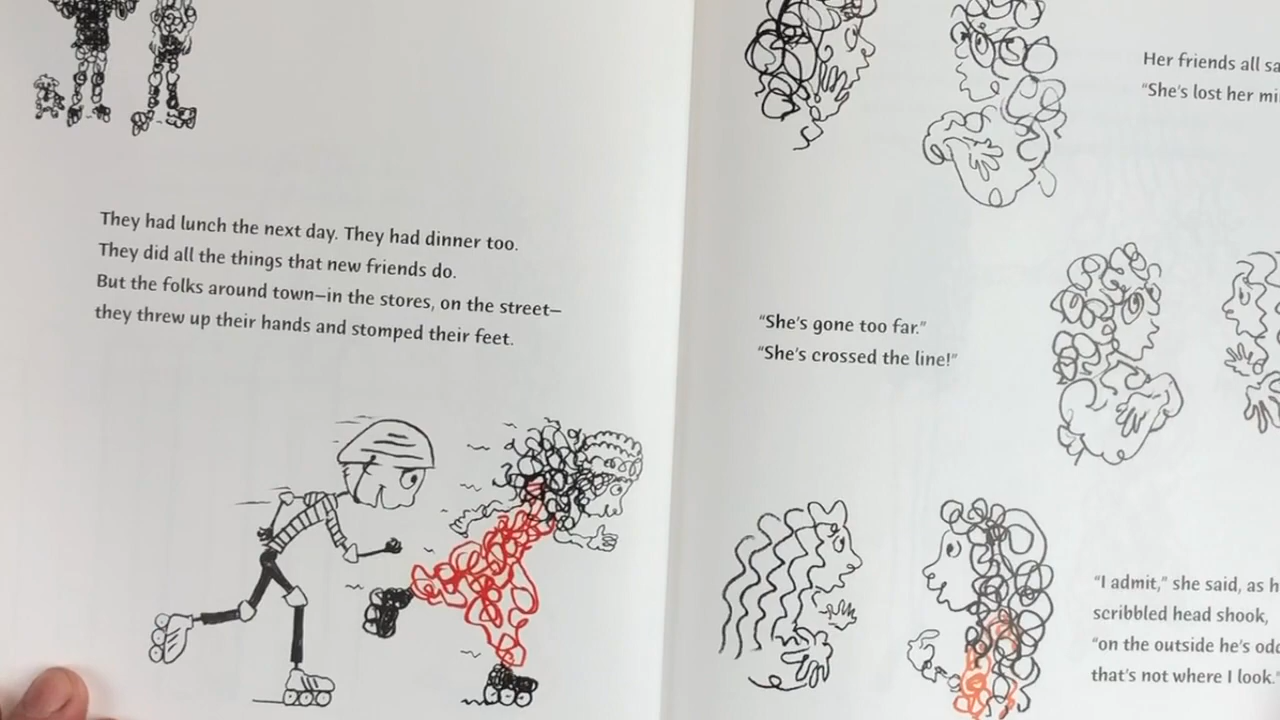 They had lunch the next day. They had dinner too.
They did all the things that new friends do.
But the folks around town—in the stores, on the street—
they threw up their hands and stomped their feet.
Her friends all
“She’s lost her
“She’s gone too far.”
“She’s crossed the line!”
“I admit,” she said, as
scribbled head shook,
“on the outside he’s
that’s not where I look.”